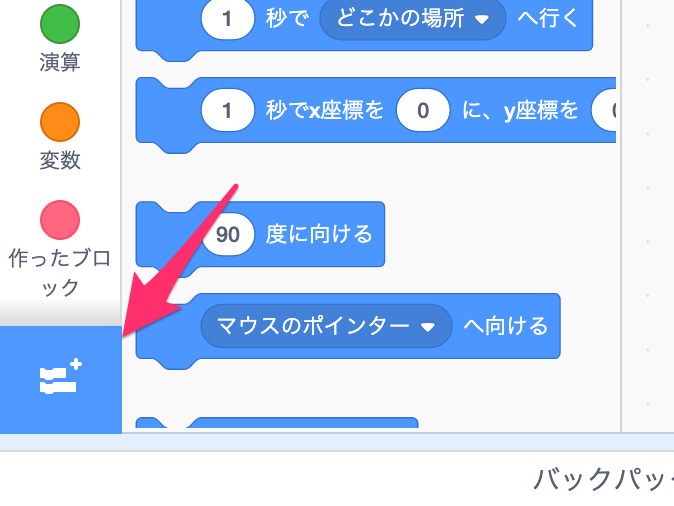 1 秒で どこかの場所 へ行く
演算
1 秒でx座標を 0 に、y座標を
変数
90 度に向ける
作ったブロ
ック
マウスのポインター へ向ける
バックパッ